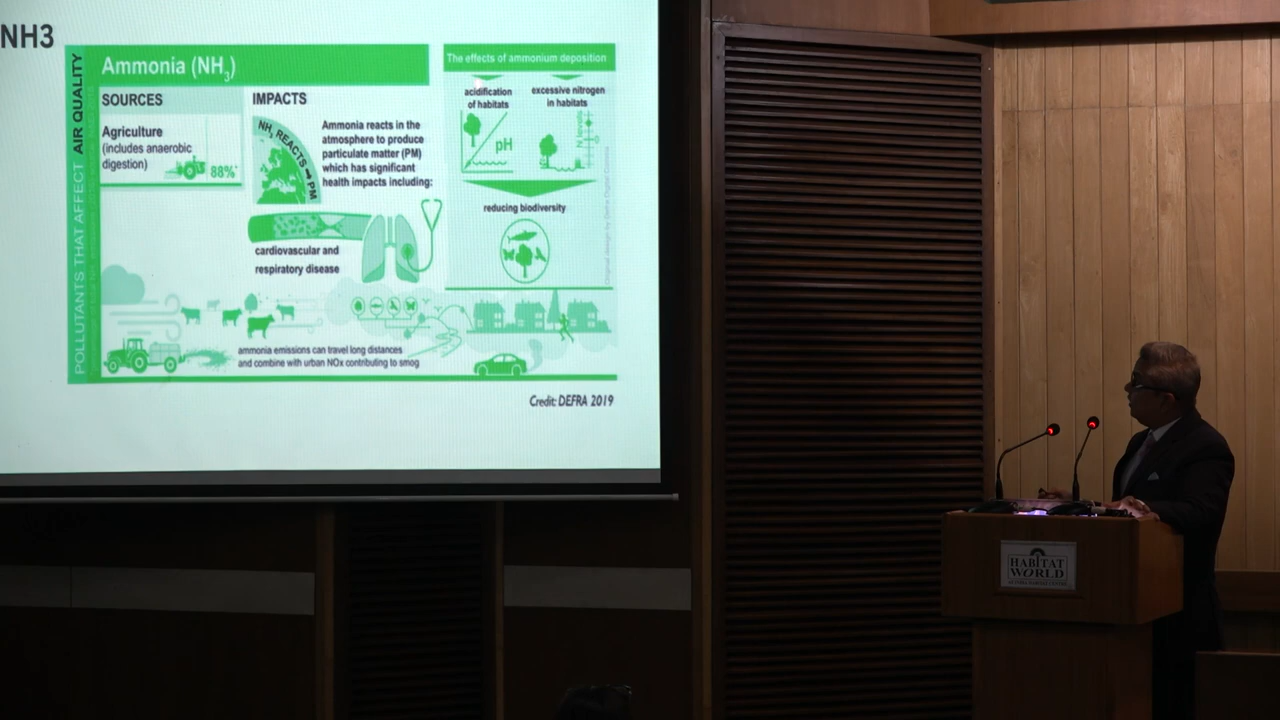 NH3
POLLUTANTS THAT AFFECT AIR QUALITY
Ammonia (NH3)
SOURCES
Agriculture
(includes anaerobic
digestion)
88%
IMPACTS
NH3 REACTS → PM
Ammonia reacts in the
atmosphere to produce
particulate matter (PM)
which has significant
health impacts including:
cardiovascular and
respiratory disease
The effects of ammonium deposition
acidification
of habitats
excessive nitrogen
in habitats
pH
N levels
reducing biodiversity
ammonia emissions can travel long distances
and combine with urban NOx contributing to smog
Credit: DEFRA 2019
HABITAT
WORLD